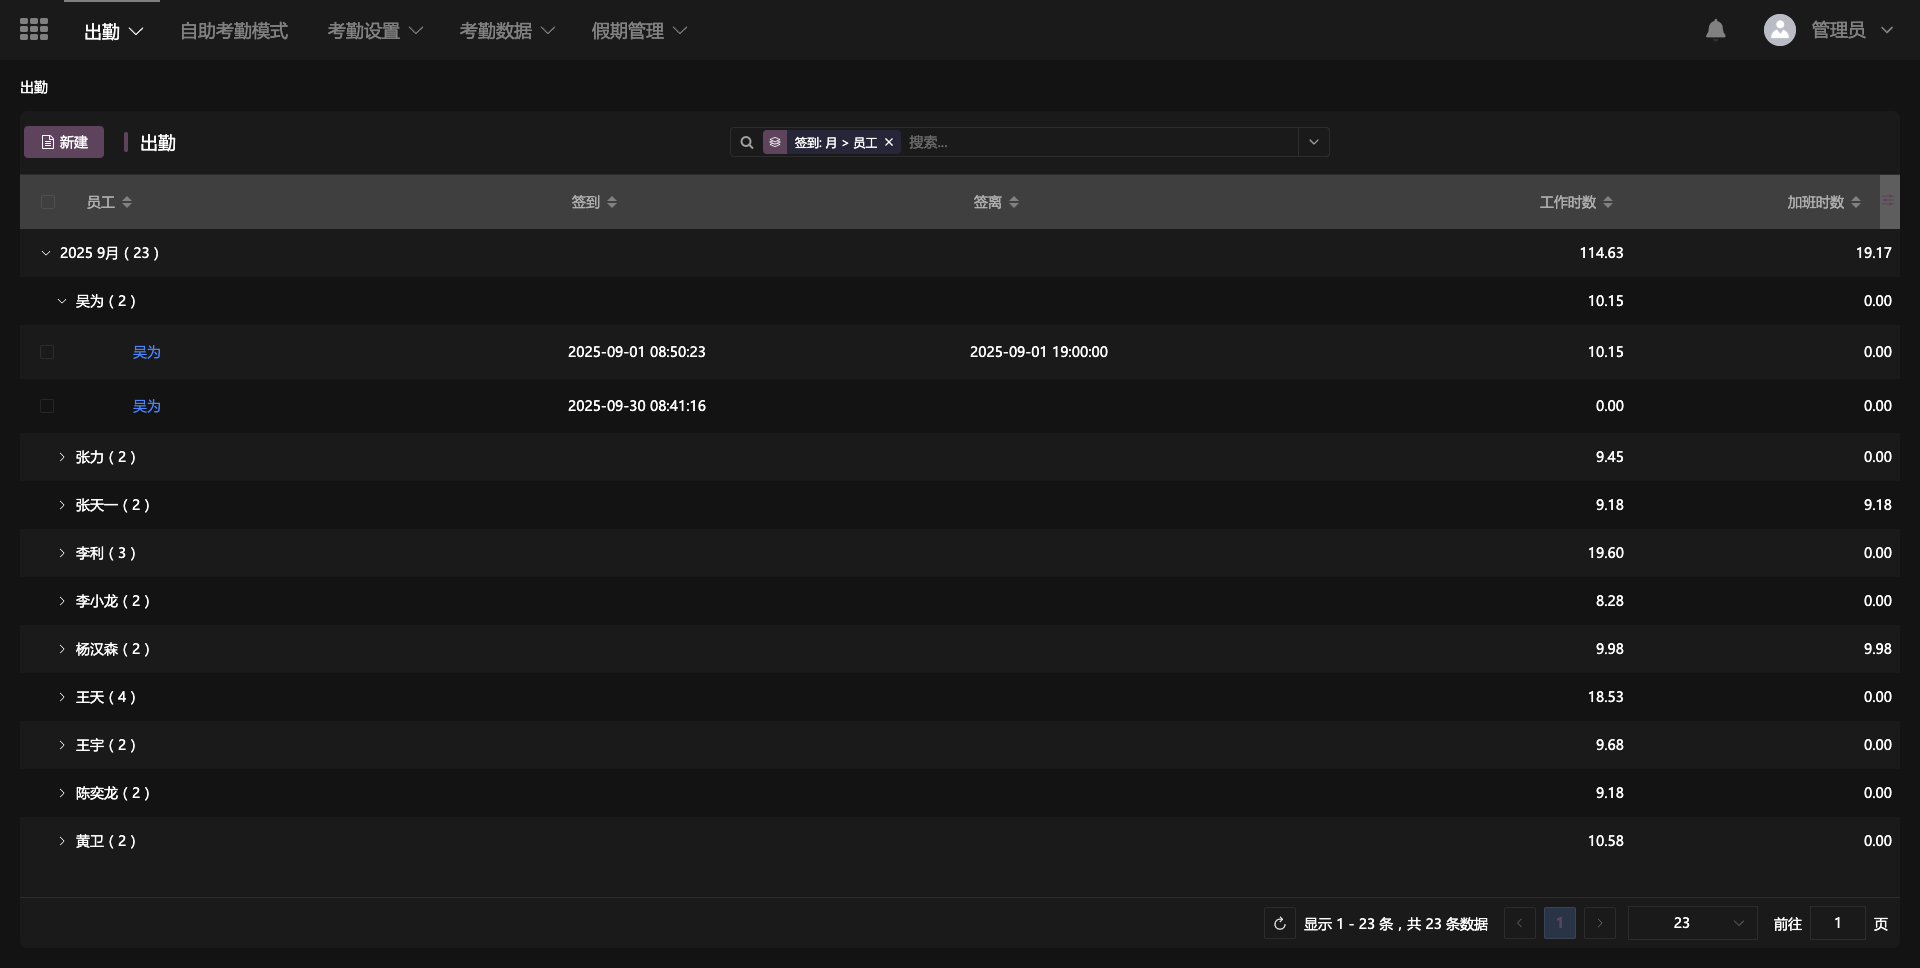 出勤 自助考勤模式 考勤设置 考勤数据 假期管理 管理员
出勤
新建 出勤 签到: 月 > 员工 × 搜索...
员工 签到 签离 工作时数 加班时数
2025 9月 ( 23 ) 114.63 19.17
吴为 ( 2 ) 10.15 0.00
吴为 2025-09-01 08:50:23 2025-09-01 19:00:00 10.15 0.00
吴为 2025-09-30 08:41:16 0.00 0.00
张力 ( 2 ) 9.45 0.00
张天一 ( 2 ) 9.18 9.18
李利 ( 3 ) 19.60 0.00
李小龙 ( 2 ) 8.28 0.00
杨汉森 ( 2 ) 9.98 9.98
王天 ( 4 ) 18.53 0.00
王宇 ( 2 ) 9.68 0.00
陈奕龙 ( 2 ) 9.18 0.00
黄卫 ( 2 ) 10.58 0.00
显示 1 - 23 条 , 共 23 条数据 1 23 前往 1 页